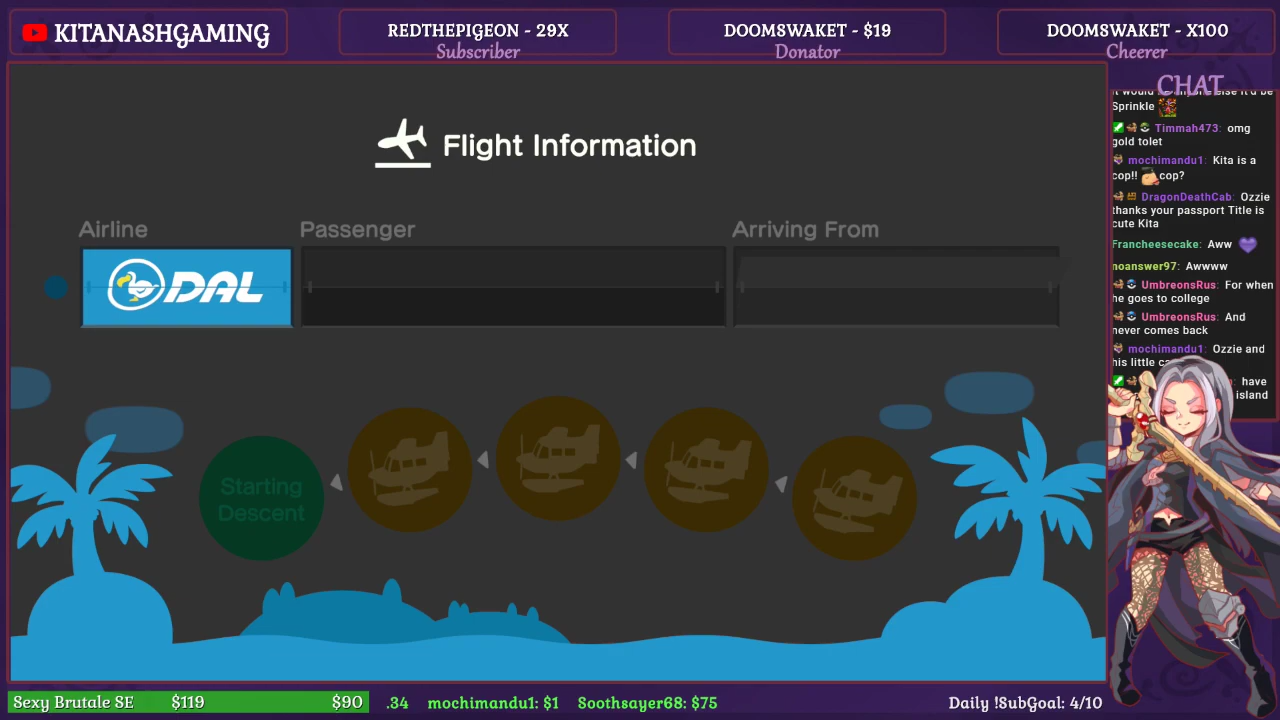 KITANASHGAMING
REDTHEPIGEON - 29X
Subscriber
DOOMSWAKET - $19
Donator
DOOMSWAKET - X100
Cheerer
CHAT
Flight Information
Airline
Passenger
Arriving From
DAL
Starting
Descent
Sprinkle
Timmah473: omg
gold tolet
mochimandu1: Kita is a
cop!! cop?
DragonDeathCab: Ozzie
thanks your passport Title is
cute Kita
Francheesecake: Aww
noanswer97: Awwww
UmbreonsRus: For when
he goes to college
UmbreonsRus: And
never comes back
mochimandu1: Ozzie and
his little
have
island
Sexy Brutale SE $119 $90
.34 mochimandu1: $1 Soothsayer68: $75
Daily !SubGoal: 4/10